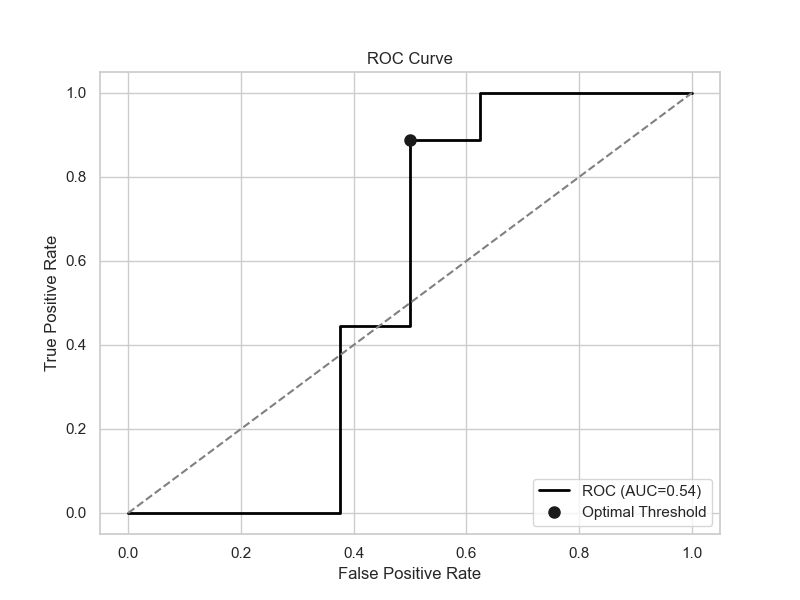 ROC Curve
1.0
0.8
0.6
0.4
0.2
0.0
True Positive Rate
0.0 0.2 0.4 0.6 0.8 1.0
False Positive Rate
ROC (AUC=0.54)
Optimal Threshold